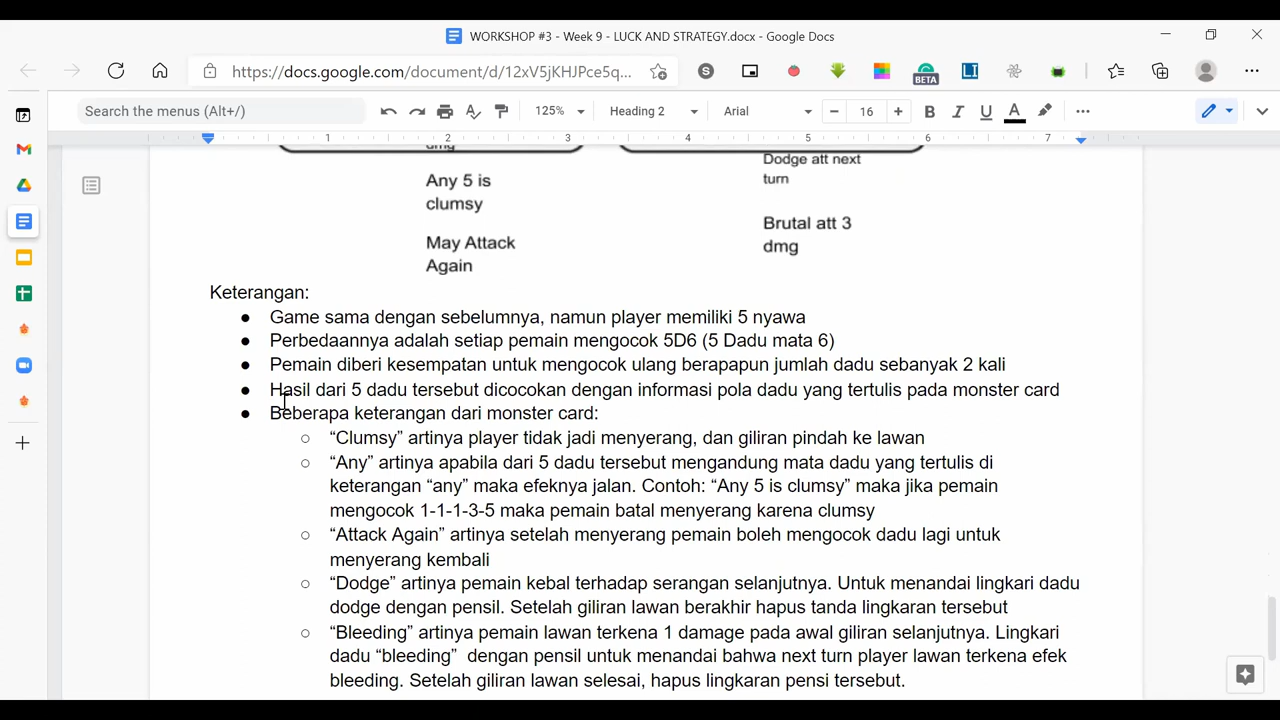 WORKSHOP #3 - Week 9 - LUCK AND STRATEGY.docx - Google Docs
https://docs.google.com/document/d/12xV5jKHJPce5q...
S
BETA
LI
Search the menus (Alt+/)
125%
Heading 2
Arial
16
B I U A
1 2 3 4 5 6 7
Dodge att next
turn
Any 5 is
clumsy
Brutal att 3
dmg
May Attack
Again
Keterangan:
● Game sama dengan sebelumnya, namun player memiliki 5 nyawa
● Perbedaannya adalah setiap pemain mengocok 5D6 (5 Dadu mata 6)
● Pemain diberi kesempatan untuk mengocok ulang berapapun jumlah dadu sebanyak 2 kali
● Hasil dari 5 dadu tersebut dicocokan dengan informasi pola dadu yang tertulis pada monster card
● Beberapa keterangan dari monster card:
○ “Clumsy” artinya player tidak jadi menyerang, dan giliran pindah ke lawan
○ “Any” artinya apabila dari 5 dadu tersebut mengandung mata dadu yang tertulis di
keterangan “any” maka efeknya jalan. Contoh: “Any 5 is clumsy” maka jika pemain
mengocok 1-1-1-3-5 maka pemain batal menyerang karena clumsy
○ “Attack Again” artinya setelah menyerang pemain boleh mengocok dadu lagi untuk
menyerang kembali
○ “Dodge” artinya pemain kebal terhadap serangan selanjutnya. Untuk menandai lingkari dadu
dodge dengan pensil. Setelah giliran lawan berakhir hapus tanda lingkaran tersebut
○ “Bleeding” artinya pemain lawan terkena 1 damage pada awal giliran selanjutnya. Lingkari
dadu “bleeding” dengan pensil untuk menandai bahwa next turn player lawan terkena efek
bleeding. Setelah giliran lawan selesai, hapus lingkaran pensi tersebut.